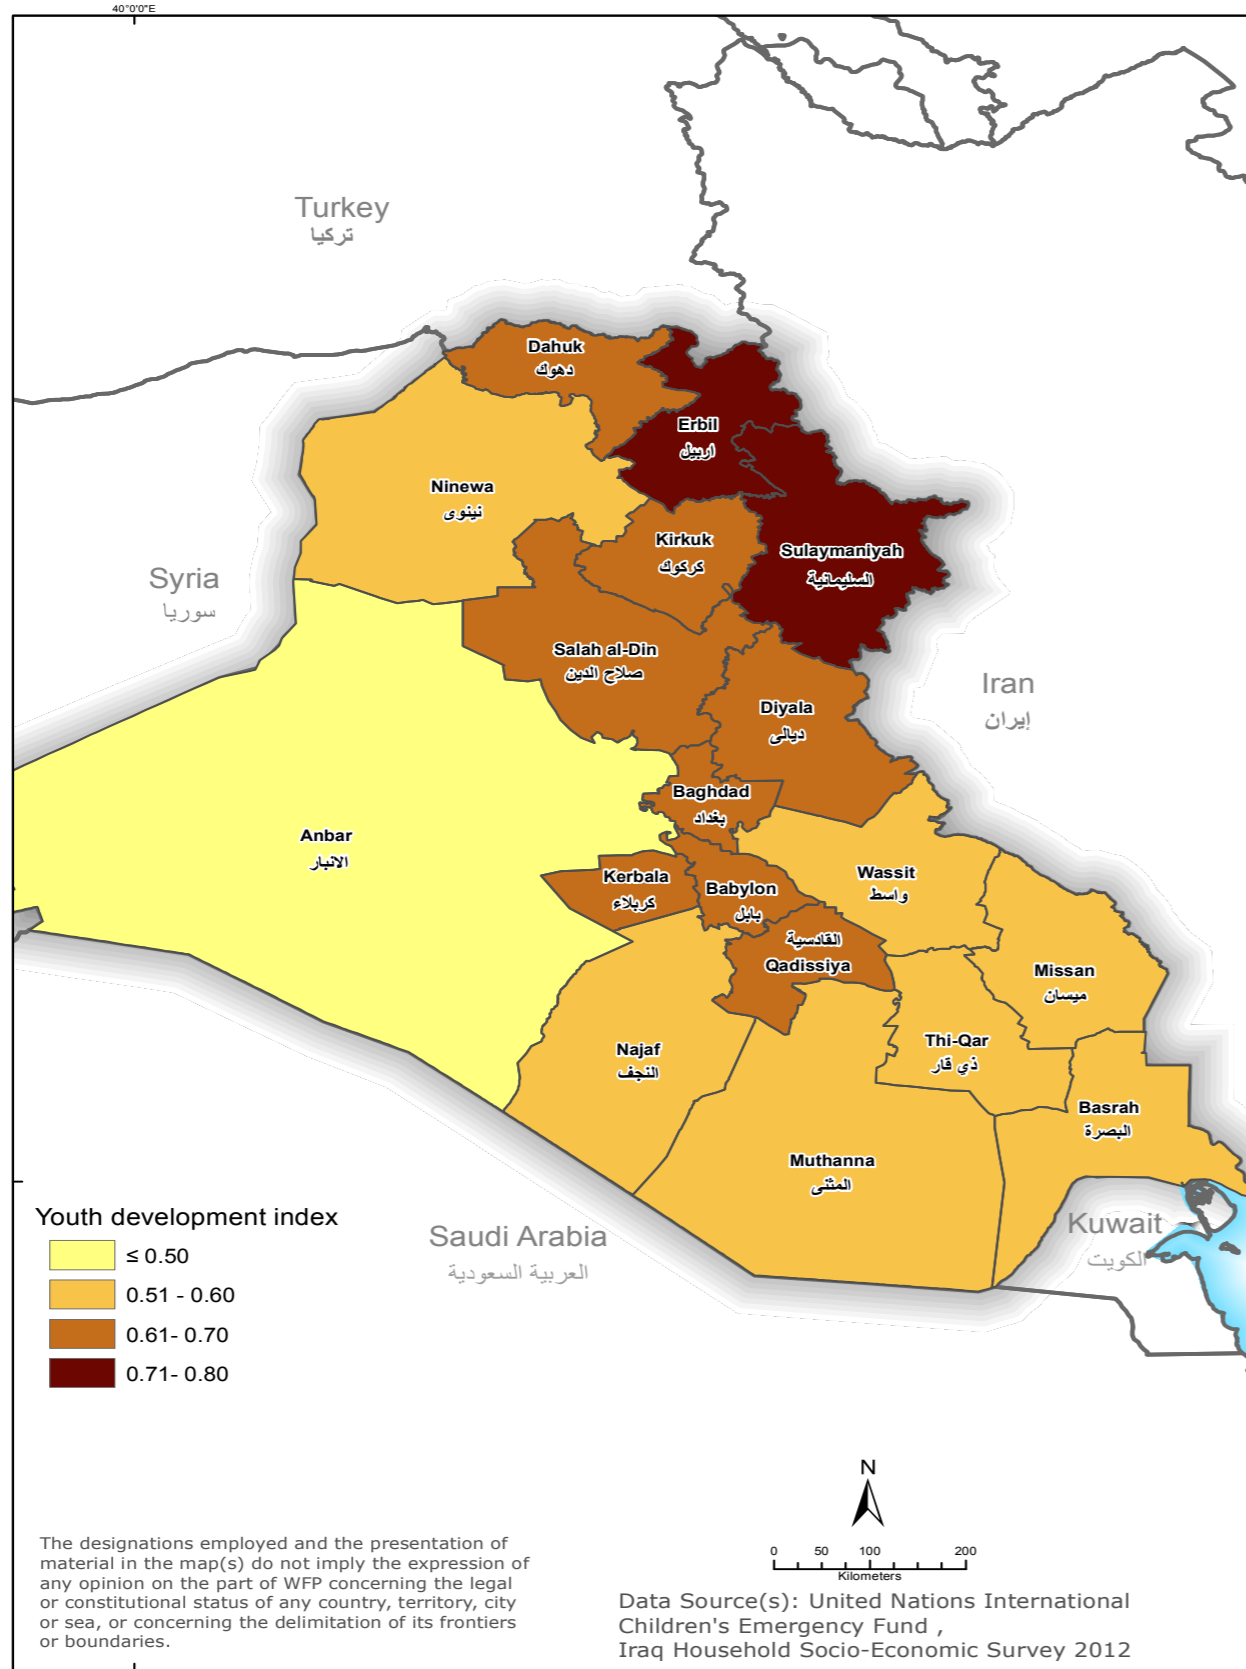 40°0'0"E
Turkey
تركيا
Dahuk
دهوك
Erbil
اربيل
Ninewa
نينوى
Kirkuk
كركوك
Sulaymaniyah
السليمانية
Syria
سوريا
Salah al-Din
صلاح الدين
Iran
إيران
Diyala
ديالى
Baghdad
بغداد
Anbar
الانبار
Kerbala
كربلاء
Babylon
بابل
Wassit
واسط
القادسية
Qadissiya
Missan
ميسان
Najaf
النجف
Thi-Qar
ذي قار
Basrah
البصرة
Muthanna
المثنى
Saudi Arabia
العربية السعودية
Kuwait
الكويت
Youth development index
≤ 0.50
0.51 - 0.60
0.61- 0.70
0.71- 0.80
N
0 50 100 200
Kilometers
The designations employed and the presentation of
material in the map(s) do not imply the expression of
any opinion on the part of WFP concerning the legal
or constitutional status of any country, territory, city
or sea, or concerning the delimitation of its frontiers
or boundaries.
Data Source(s): United Nations International
Children's Emergency Fund ,
Iraq Household Socio-Economic Survey 2012